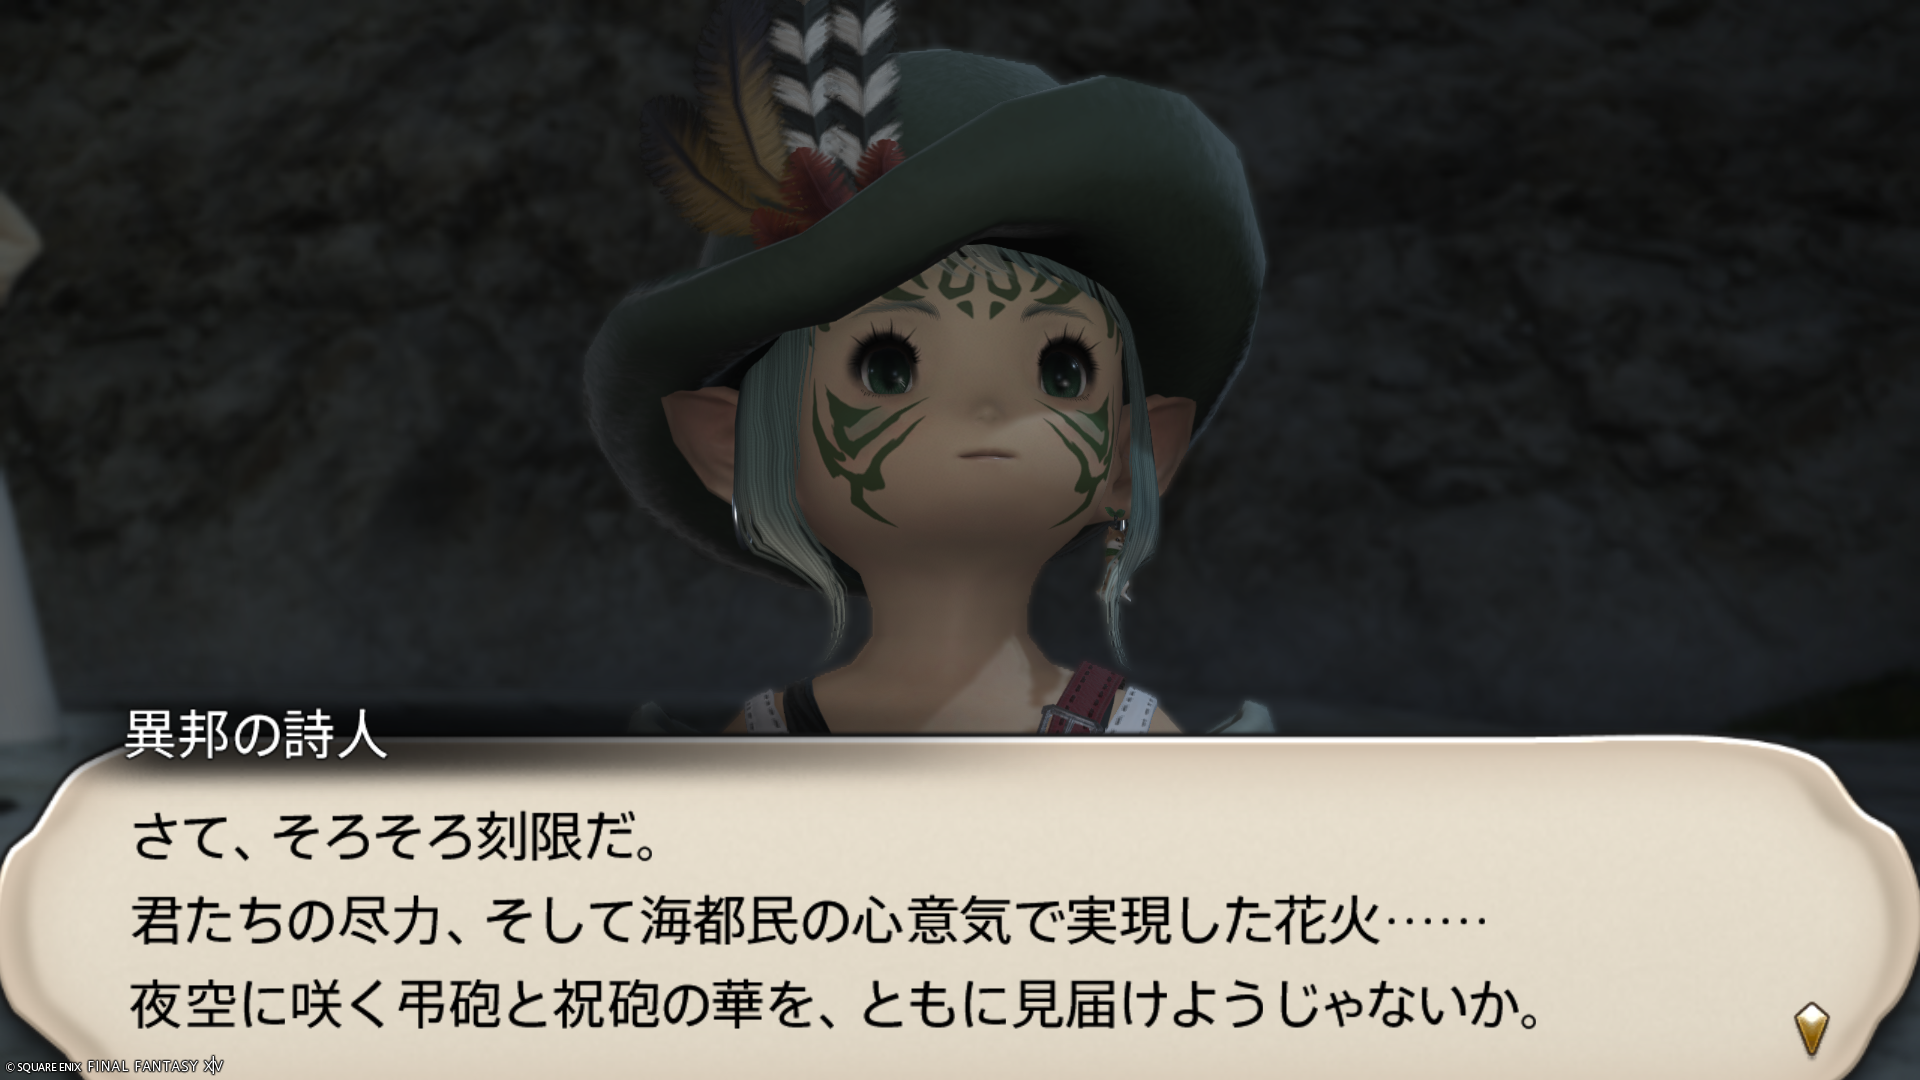 異邦の詩人
さて、そろそろ刻限だ。
君たちの尽力、そして海都民の心意気で実現した花火……
夜空に咲く弔砲と祝砲の華を、ともに見届けようじゃないか。
© SQUARE ENIX FINAL FANTASY XIV